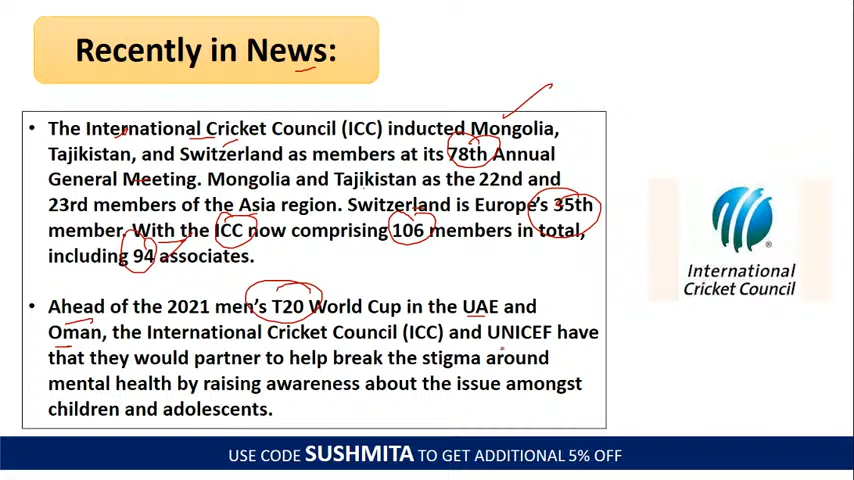 Recently in News:
• The International Cricket Council (ICC) inducted Mongolia,
Tajikistan, and Switzerland as members at its 78th Annual
General Meeting. Mongolia and Tajikistan as the 22nd and
23rd members of the Asia region. Switzerland is Europe's 35th
member. With the ICC now comprising 106 members in total,
including 94 associates.
• Ahead of the 2021 men's T20 World Cup in the UAE and
Oman, the International Cricket Council (ICC) and UNICEF have
that they would partner to help break the stigma around
mental health by raising awareness about the issue amongst
children and adolescents.
International
Cricket Council
USE CODE SUSHMITA TO GET ADDITIONAL 5% OFF